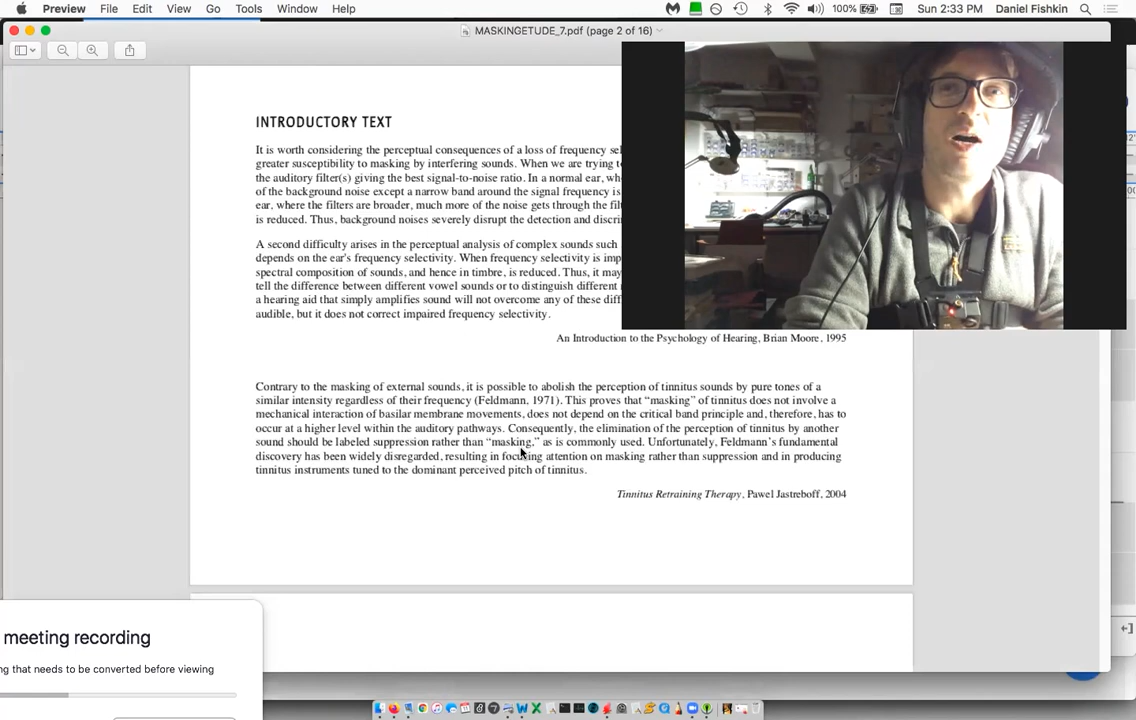 Preview File Edit View Go Tools Window Help 100% Sun 2:33 PM Daniel Fishkin
MASKINGETUDE_7.pdf (page 2 of 16)
INTRODUCTORY TEXT
It is worth considering the perceptual consequences of a loss of frequency
greater susceptibility to masking by interfering sounds. When we are trying
the auditory filter(s) giving the best signal-to-noise ratio. In a normal ear,
of the background noise except a narrow band around the signal frequency is
ear, where the filters are broader, much more of the noise gets through the
is reduced. Thus, background noises severely disrupt the detection and
A second difficulty arises in the perceptual analysis of complex sounds such
depends on the ear's frequency selectivity. When frequency selectivity is
spectral composition of sounds, and hence in timbre, is reduced. Thus, it may
tell the difference between different vowel sounds or to distinguish different
a hearing aid that simply amplifies sound will not overcome any of these
audible, but it does not correct impaired frequency selectivity.
An Introduction to the Psychology of Hearing, Brian Moore, 1995
Contrary to the masking of external sounds, it is possible to abolish the perception of tinnitus sounds by pure tones of a
similar intensity regardless of their frequency (Feldmann, 1971). This proves that “masking” of tinnitus does not involve a
mechanical interaction of basilar membrane movements, does not depend on the critical band principle and, therefore, has to
occur at a higher level within the auditory pathways. Consequently, the elimination of the perception of tinnitus by another
sound should be labeled suppression rather than “masking,” as is commonly used. Unfortunately, Feldmann’s fundamental
discovery has been widely disregarded, resulting in focusing attention on masking rather than suppression and in producing
tinnitus instruments tuned to the dominant perceived pitch of tinnitus.
Tinnitus Retraining Therapy, Pawel Jastreboff, 2004
meeting recording
that needs to be converted before viewing